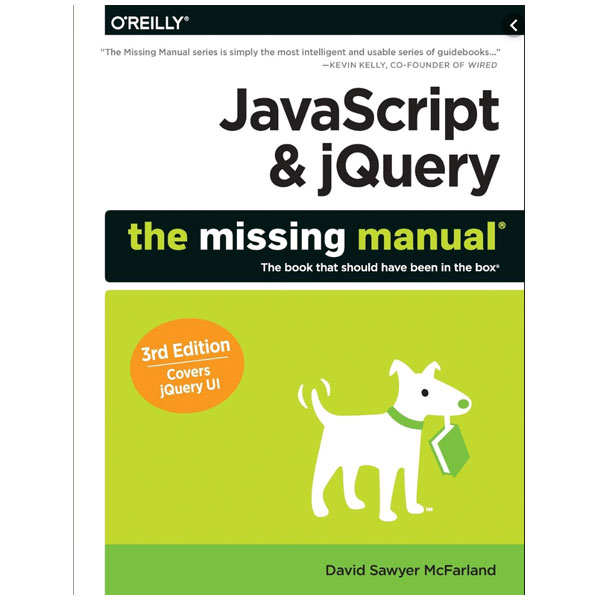 O'REILLY®
“The Missing Manual series is simply the most intelligent and usable series of guidebooks...”
—KEVIN KELLY, CO-FOUNDER OF WIRED
JavaScript
& jQuery
the missing manual®
The book that should have been in the box®
3rd Edition
Covers
jQuery UI
TM
David Sawyer McFarland